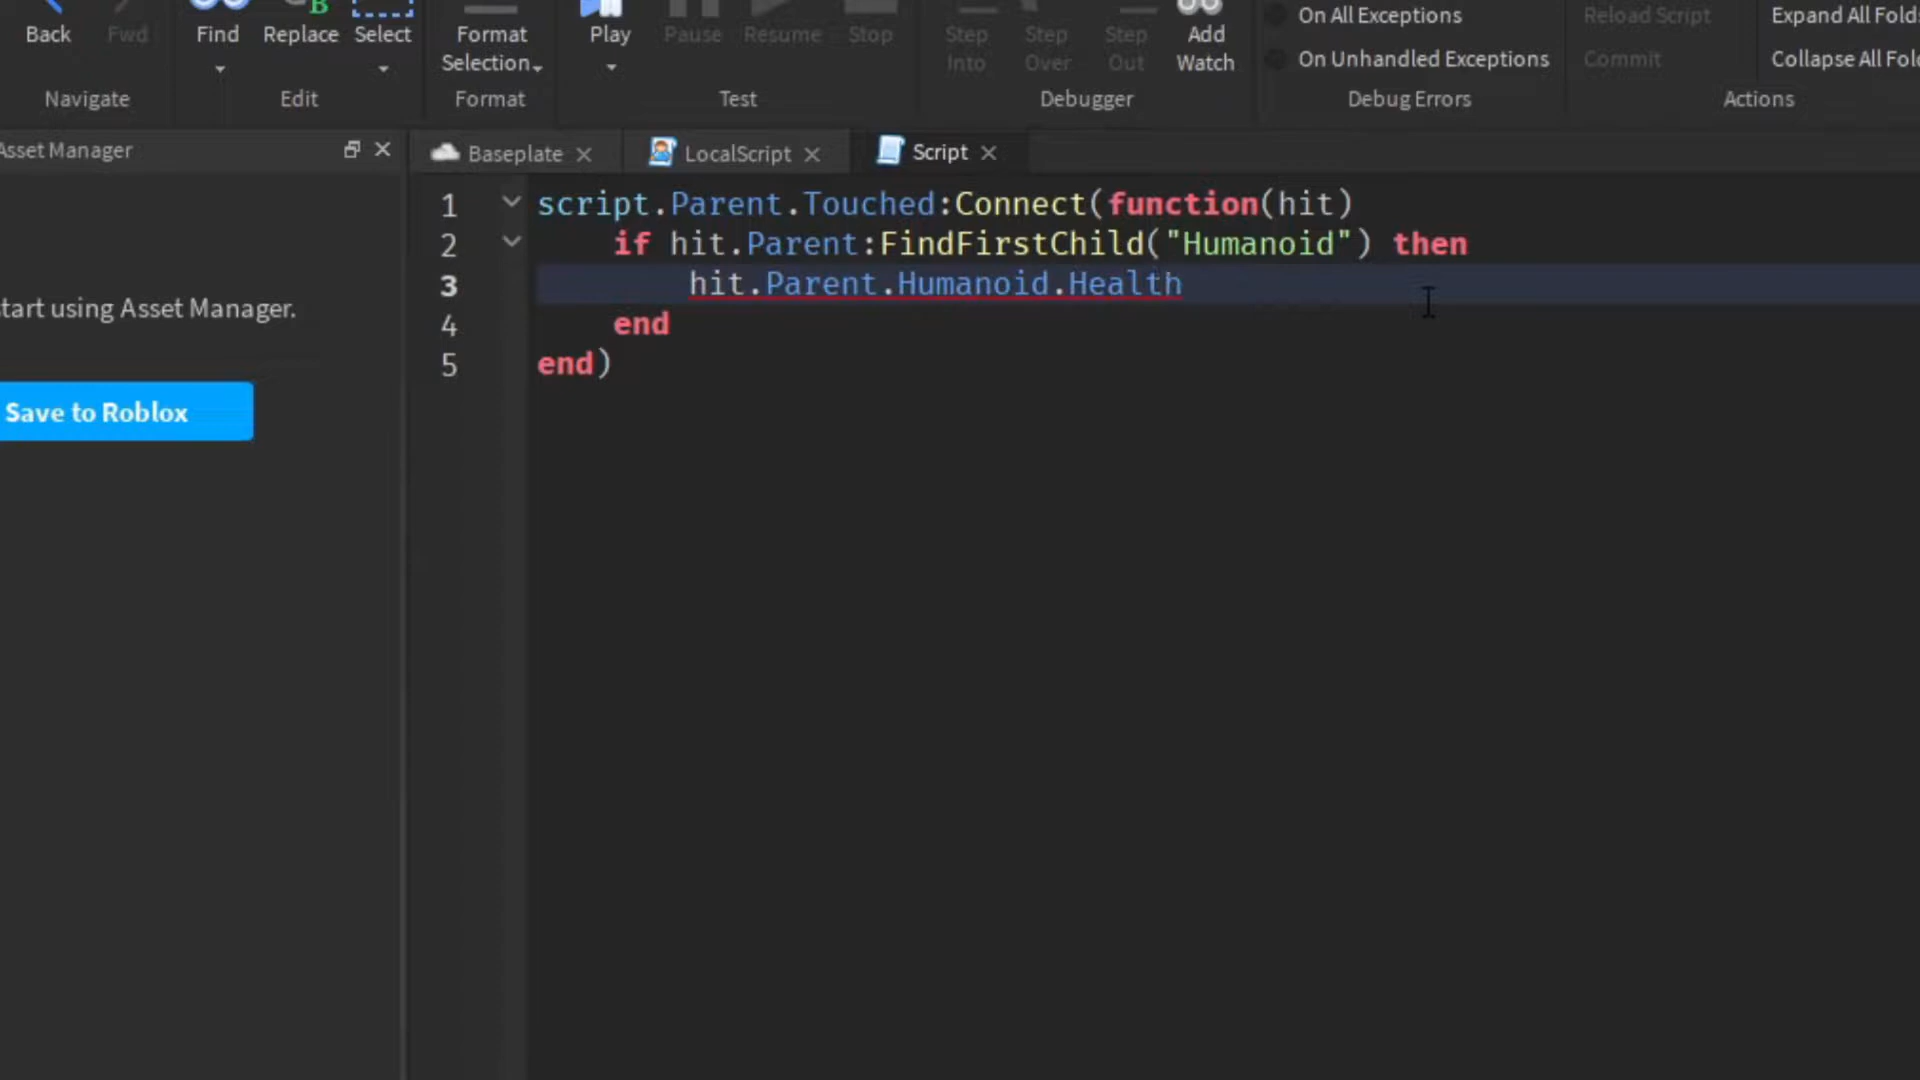 Back Fwd Find Replace Select Format Selection Play Pause Resume Stop Step Into Step Over Step Out Add Watch
On All Exceptions Reload Script Expand All Fold
On Unhandled Exceptions Commit Collapse All Fold
Navigate Edit Format Test Debugger Debug Errors Actions
Asset Manager
Baseplate LocalScript Script
tart using Asset Manager.
Save to Roblox
1 script.Parent.Touched:Connect(function(hit)
2 if hit.Parent:FindFirstChild("Humanoid") then
3 hit.Parent.Humanoid.Health
4 end
5 end)